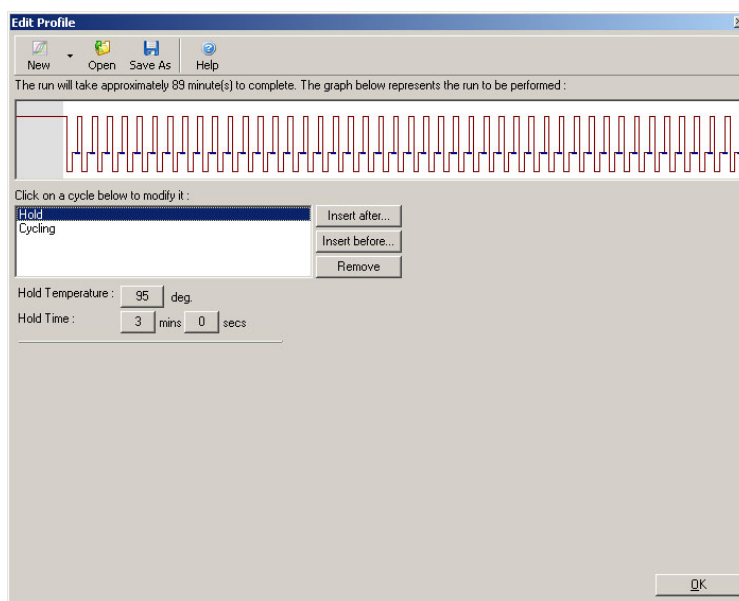 Edit Profile
New Open Save As Help
The run will take approximately 89 minute(s) to complete. The graph below represents the run to be performed :
Click on a cycle below to modify it :
Hold
Cycling
Insert after...
Insert before...
Remove
Hold Temperature : 95 deg.
Hold Time : 3 mins 0 secs
OK